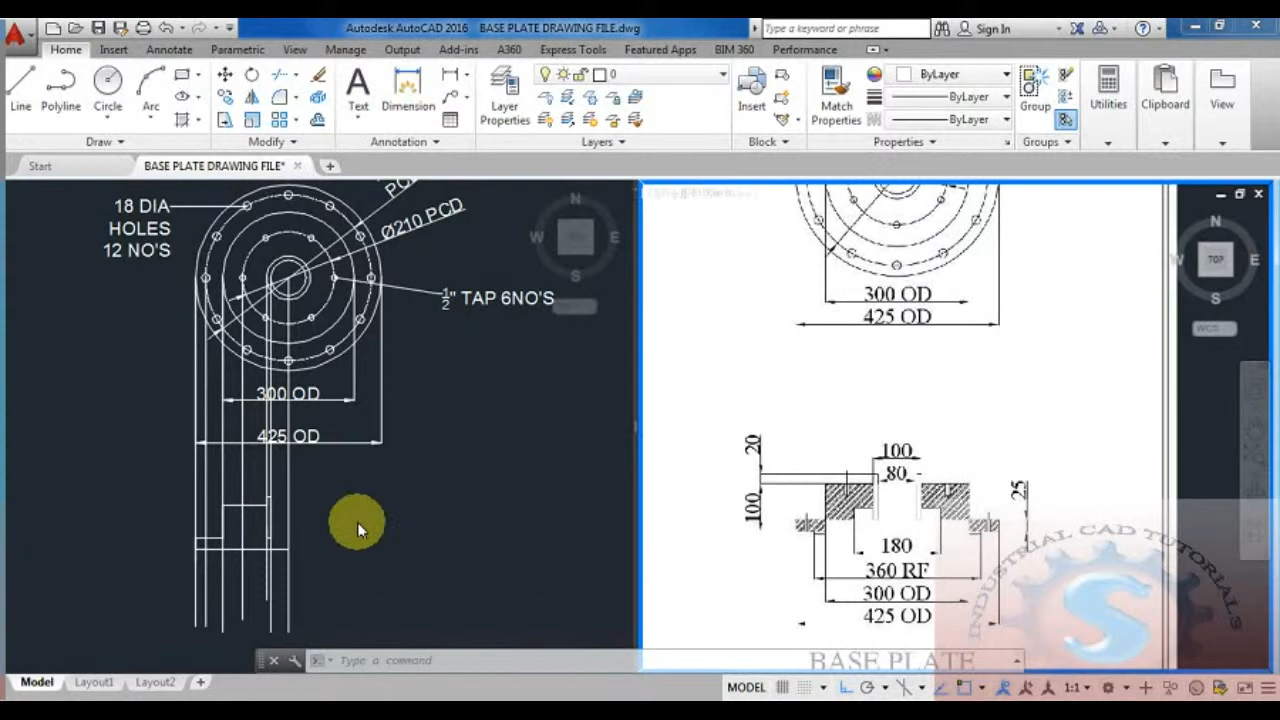 Autodesk AutoCAD 2016 BASE PLATE DRAWING FILE.dwg
Type a keyword or phrase
Sign In
Home Insert Annotate Parametric View Manage Output Add-ins A360 Express Tools Featured Apps BIM 360 Performance
Line Polyline Circle Arc Text Dimension Layer Properties 0 Insert Match Properties ByLayer Group Utilities Clipboard View
ByLayer
ByLayer
Draw Modify Annotation Layers Block Properties Groups
Start BASE PLATE DRAWING FILE*
18 DIA
HOLES
12 NO'S
Ø210 PCD
½" TAP 6NO'S
300 OD
425 OD
N
W E
S
300 OD
425 OD
N
W TOP E
S
WCS
20
100
80
100
25
180
360 RF
300 OD
425 OD
BASE PLATE
INDUSTRIAL CAD TUTORIALS
S
Type a command
Model Layout1 Layout2
MODEL 1:1